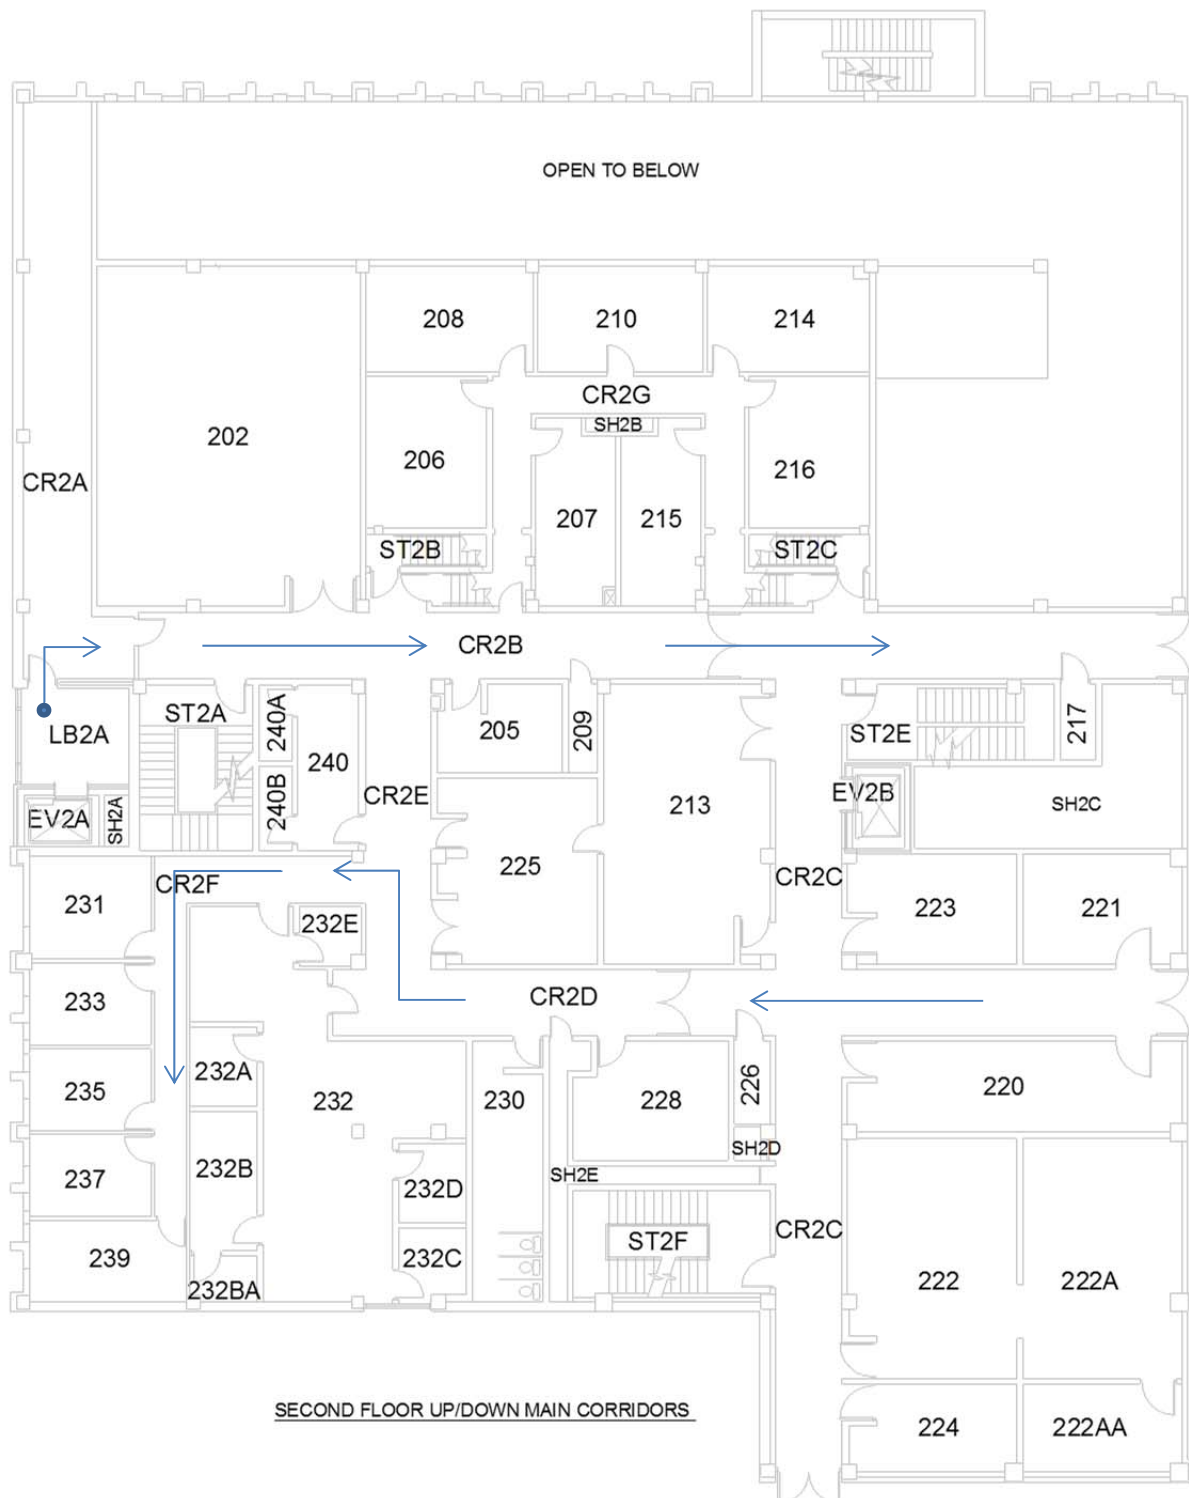 OPEN TO BELOW
208
210
214
CR2G
SH2B
202
206
216
CR2A
207
215
ST2B
ST2C
CR2B
ST2A
240A
205
209
217
LB2A
ST2E
240
CR2E
EV2B
213
SH2C
240B
EV2A
SH2A
225
CR2C
CR2F
231
232E
223
221
233
CR2D
232A
235
232
230
228
226
220
237
232B
SH2D
SH2E
232D
CR2C
ST2F
239
232C
232BA
222
222A
SECOND FLOOR UP/DOWN MAIN CORRIDORS
224
222AA